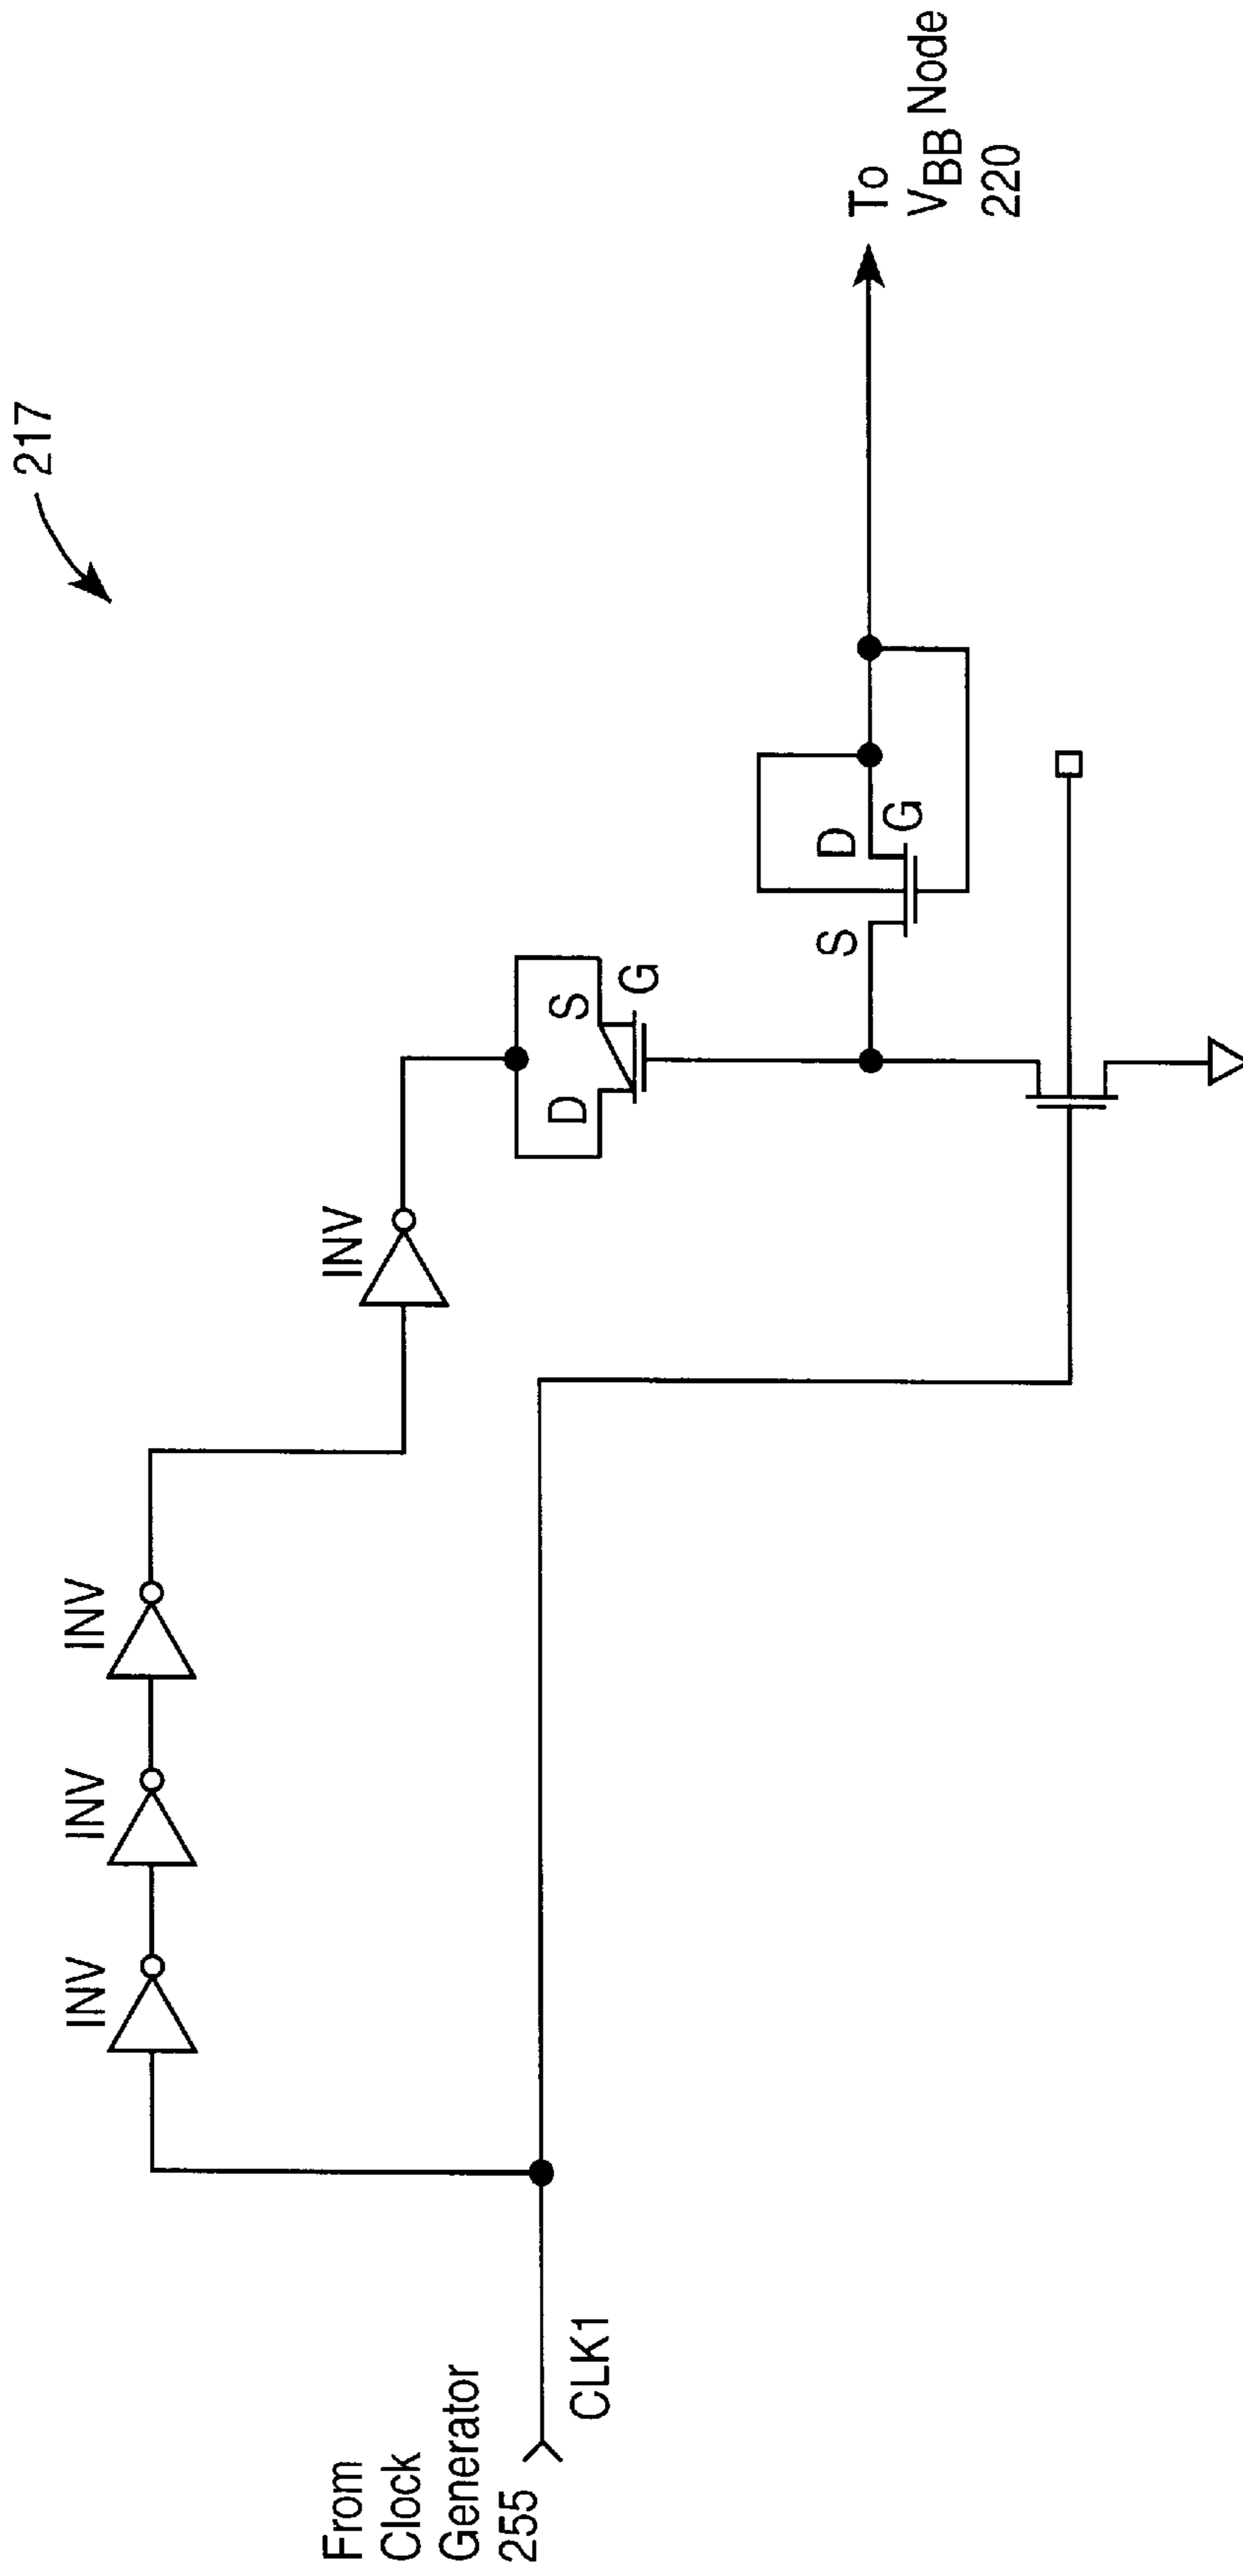 217
INV
INV
INV
INV
D
S
G
S
D
G
To
VBB Node
220
From
Clock
Generator
255
CLK1